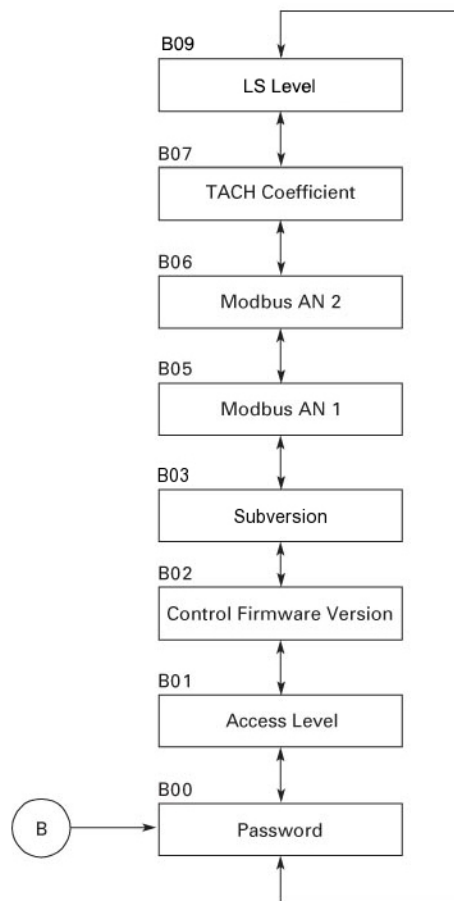 B09
LS Level
B07
TACH Coefficient
B06
Modbus AN 2
B05
Modbus AN 1
B03
Subversion
B02
Control Firmware Version
B01
Access Level
B00
B
Password